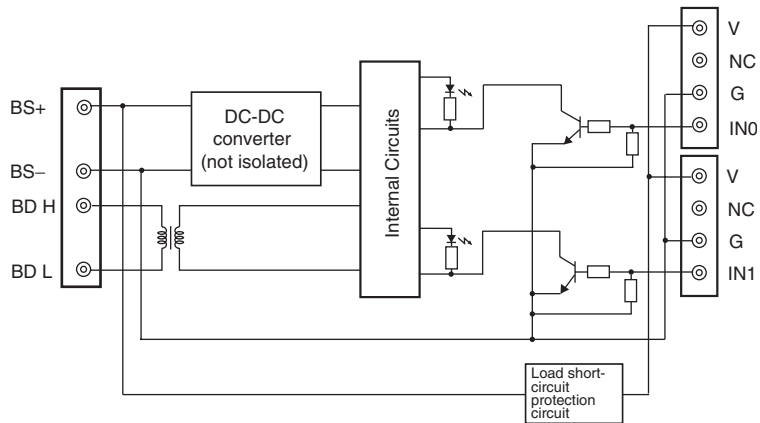 BS+
BS–
BD H
BD L
DC-DC
converter
(not isolated)
Internal Circuits
V
NC
G
IN0
V
NC
G
IN1
Load short-
circuit
protection
circuit